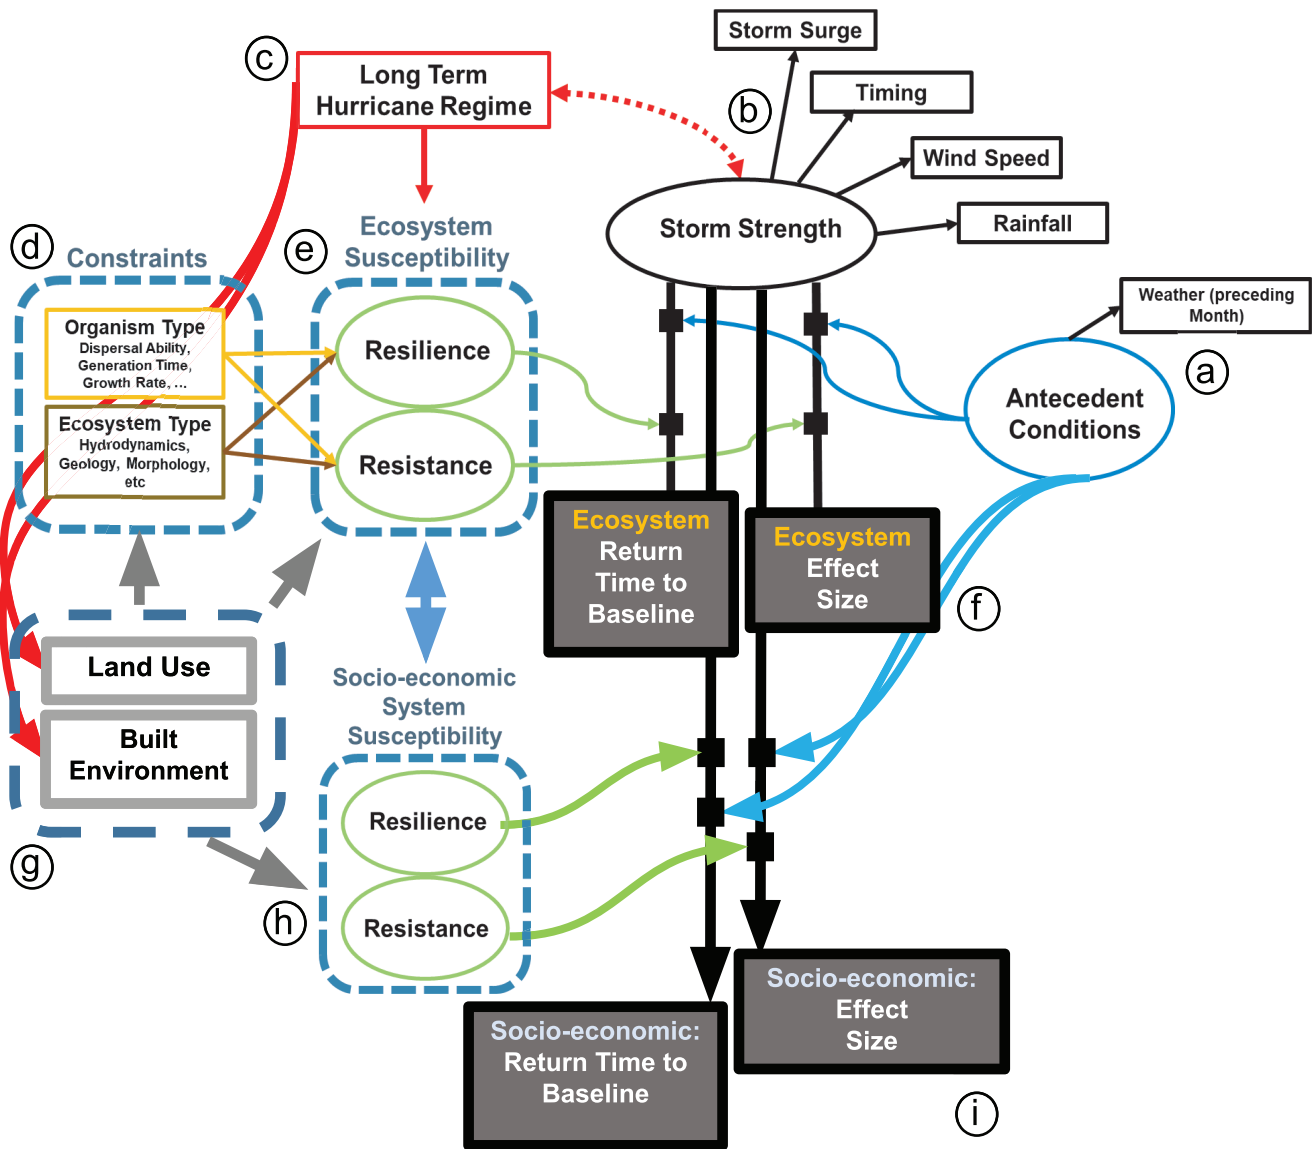 Storm Surge
c
Long Term
Hurricane Regime
b
Timing
Wind Speed
Rainfall
Storm Strength
d
Constraints
e
Ecosystem
Susceptibility
Weather (preceding
Month)
a
Organism Type
Dispersal Ability,
Generation Time,
Growth Rate, ...
Resilience
Antecedent
Conditions
Ecosystem Type
Hydrodynamics,
Geology, Morphology,
etc
Resistance
Ecosystem
Return
Time to
Baseline
Ecosystem
Effect
Size
f
Land Use
Built
Environment
g
Socio-economic
System
Susceptibility
Resilience
h
Resistance
Socio-economic:
Effect
Size
Socio-economic:
Return Time to
Baseline
i